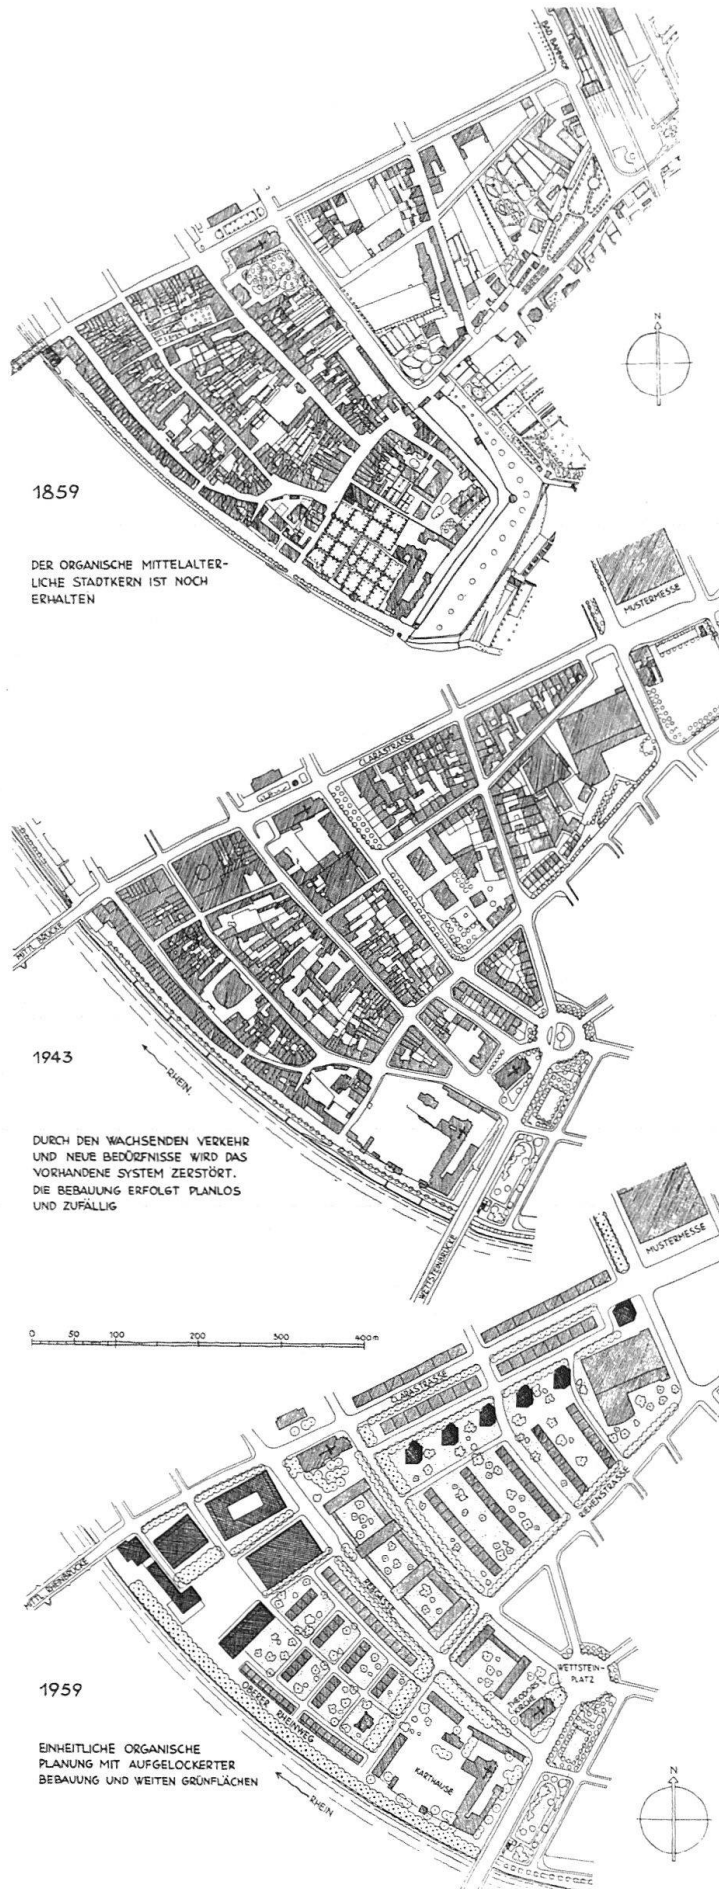 BAD. BAHNHOF
N
1859
DER ORGANISCHE MITTELALTER-
LICHE STADTKERN IST NOCH
ERHALTEN
MUSTERMESSE
CLARASTRASSE
MITTL. BRÜCKE
1943
RHEIN.
DURCH DEN WACHSENDEN VERKEHR
UND NEUE BEDÜRFNISSE WIRD DAS
VORHANDENE SYSTEM ZERSTÖRT.
DIE BEBAUUNG ERFOLGT PLANLOS
UND ZUFÄLLIG
WETTSTEINBRÜCKE
MUSTERMESSE
0 50 100 200 300 400m
CLARASTRASSE
RIEHENSTRASSE
MITTL. RHEINBRÜCKE
REBGASSE
WETTSTEIN-
PLATZ
1959
THEODORS
KIRCHE
OBERER RHEINWEG
EINHEITLICHE ORGANISCHE
PLANUNG MIT AUFGELOCKERTER
BEBAUUNG UND WEITEN GRÜNFLÄCHEN
KARTHAUSE
RHEIN
N